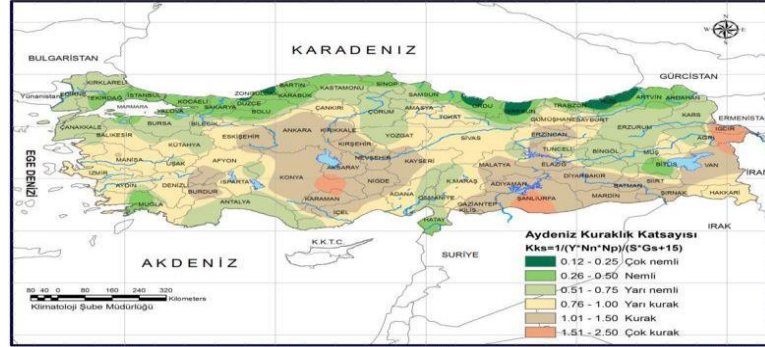 KARADENIZ
BULGARİSTAN
GÜRCİSTAN
KIRKLARELİ
EDİRNE
Yünanistan
TEKİRDAĞ
İSTANBUL
KOCAELİ
YALOVA
MARMARA
SAKARYA
DÜZCE
BOLU
ZONGULDAK
BARTIN
KARABÜK
KASTAMONU
SİNOP
SAMSUN
ÇANKIRI
ÇORUM
AMASYA
TOKAT
ORDU
GİRESUN
TRABZON
RİZE
ARTVİN
ARDAHAN
KARS
GÜMÜŞHANE
BAYBURT
ERMENİSTAN
IĞDIR
AĞRI
ERZURUM
ERZİNCAN
ÇANAKKALE
BALIKESİR
BURSA
BİLECİK
ESKİŞEHİR
KÜTAHYA
ANKARA
KIRIKKALE
KIRŞEHİR
YOZGAT
SİVAS
TUNCELİ
BİNGÖL
MUŞ
BİTLİS
VAN
İRAN
EGE DENİZİ
MANİSA
UŞAK
AFYON
İZMİR
AYDIN
DENİZLİ
BURDUR
ISPARTA
KONYA
AKSARAY
NEVŞEHİR
KAYSERİ
NİĞDE
MALATYA
ELAZIĞ
DİYARBAKIR
BATMAN
SİİRT
ŞIRNAK
HAKKARİ
MUĞLA
ANTALYA
KARAMAN
İÇEL
ADANA
OSMANİYE
K.MARAŞ
GAZİANTEP
KİLİS
ADIYAMAN
ŞANLIURFA
MARDİN
HATAY
IRAK
SURİYE
K.K.T.C.
AKDENİZ
80 40 0 80 160 240 320
Kilometers
Klimatoloji Şube Müdürlüğü
Aydeniz Kuraklık Katsayısı
Kks=1/(Y*Nn*Np)/(S*Gs+15)
0.12 - 0.25 Çok nemli
0.26 - 0.50 Nemli
0.51 - 0.75 Yarı nemli
0.76 - 1.00 Yarı kurak
1.01 - 1.50 Kurak
1.51 - 2.50 Çok kurak